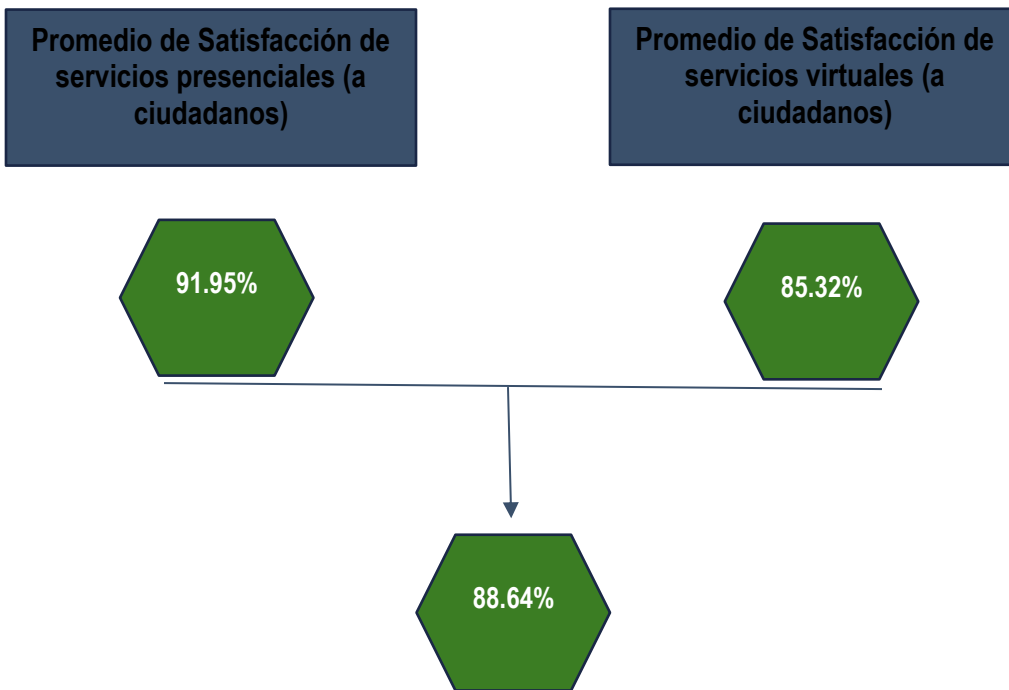 Promedio de Satisfacción de
servicios presenciales (a
ciudadanos)
Promedio de Satisfacción de
servicios virtuales (a
ciudadanos)
91.95%
85.32%
88.64%